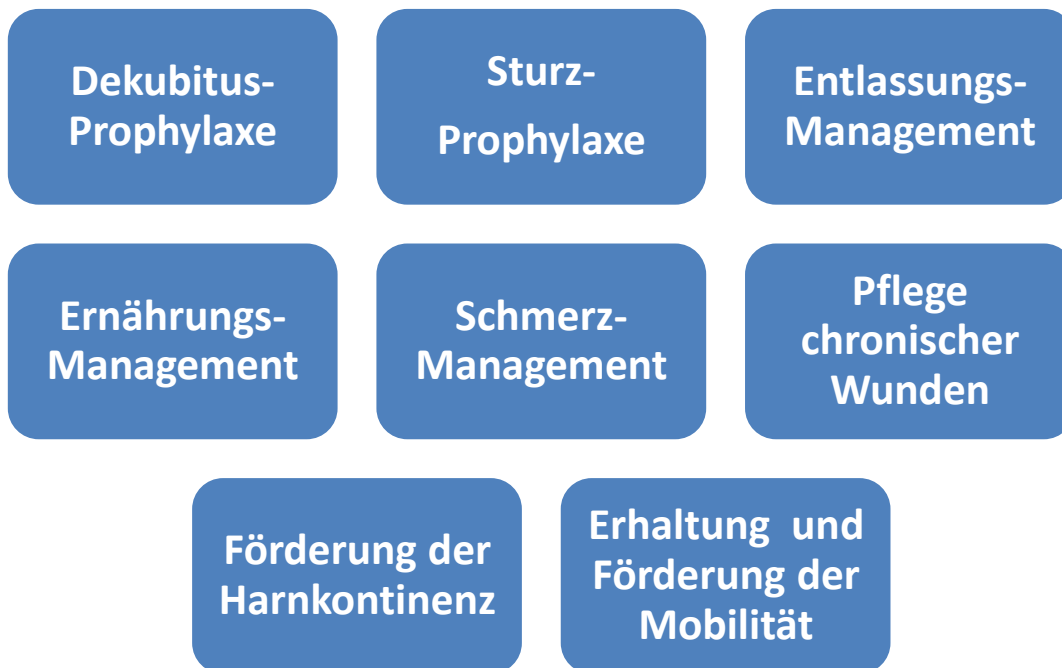 Dekubitus-
Prophylaxe
Sturz-
Prophylaxe
Entlassungs-
Management
Ernährungs-
Management
Schmerz-
Management
Pflege
chronischer
Wunden
Förderung der
Harnkontinenz
Erhaltung und
Förderung der
Mobilität